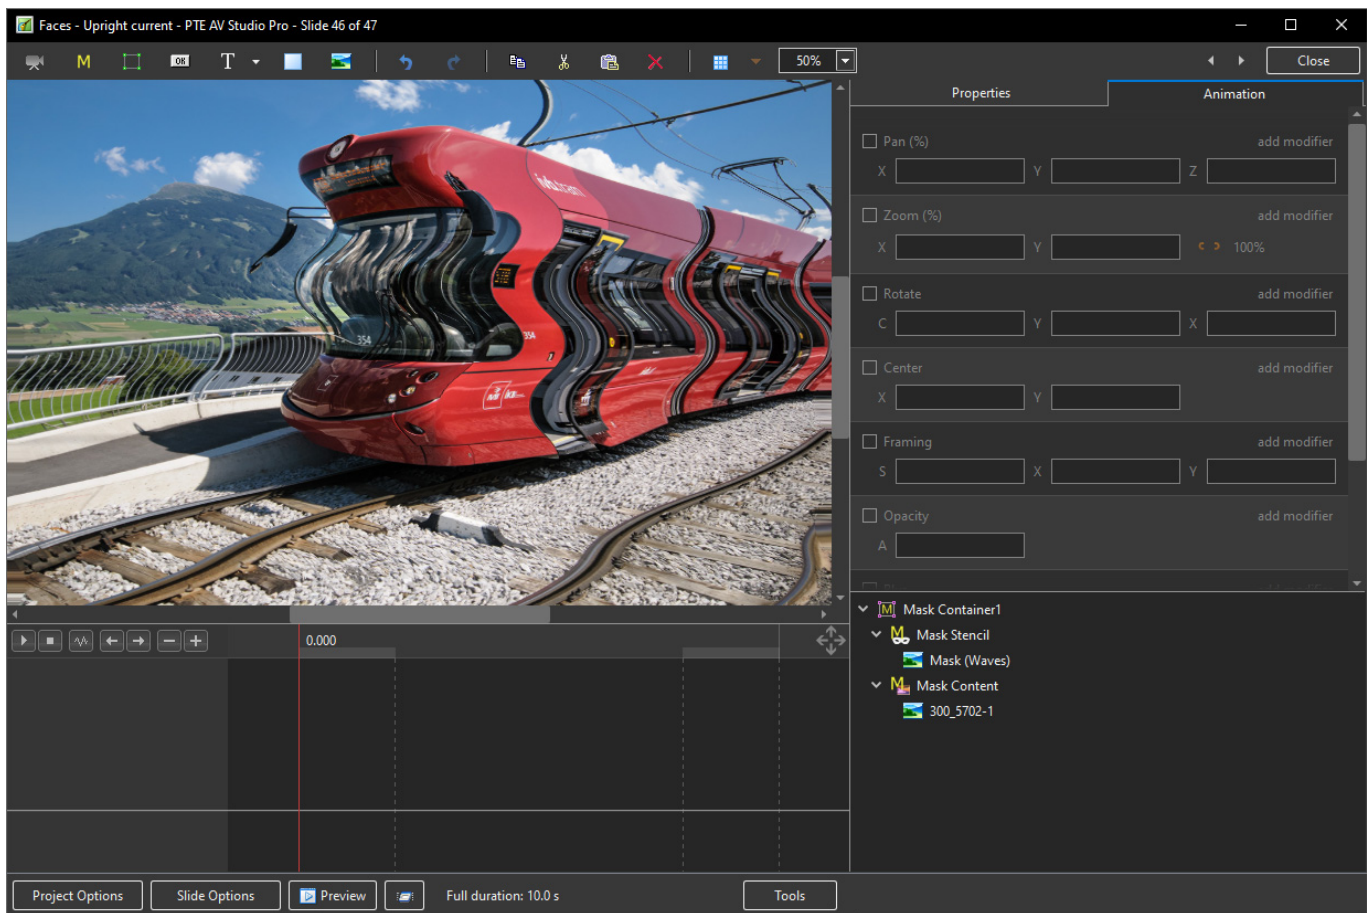 Faces - Upright current - PTE AV Studio Pro - Slide 46 of 47
M OK T 50% Close
Properties Animation
Pan (%) add modifier
X Y Z
Zoom (%) add modifier
X Y 100%
Rotate add modifier
C Y X
Center add modifier
X Y
Framing add modifier
S X Y
Opacity add modifier
A
354
354
0.000
M Mask Container1
M Mask Stencil
Mask (Waves)
M Mask Content
300_5702-1
Project Options Slide Options Preview Full duration: 10.0 s Tools